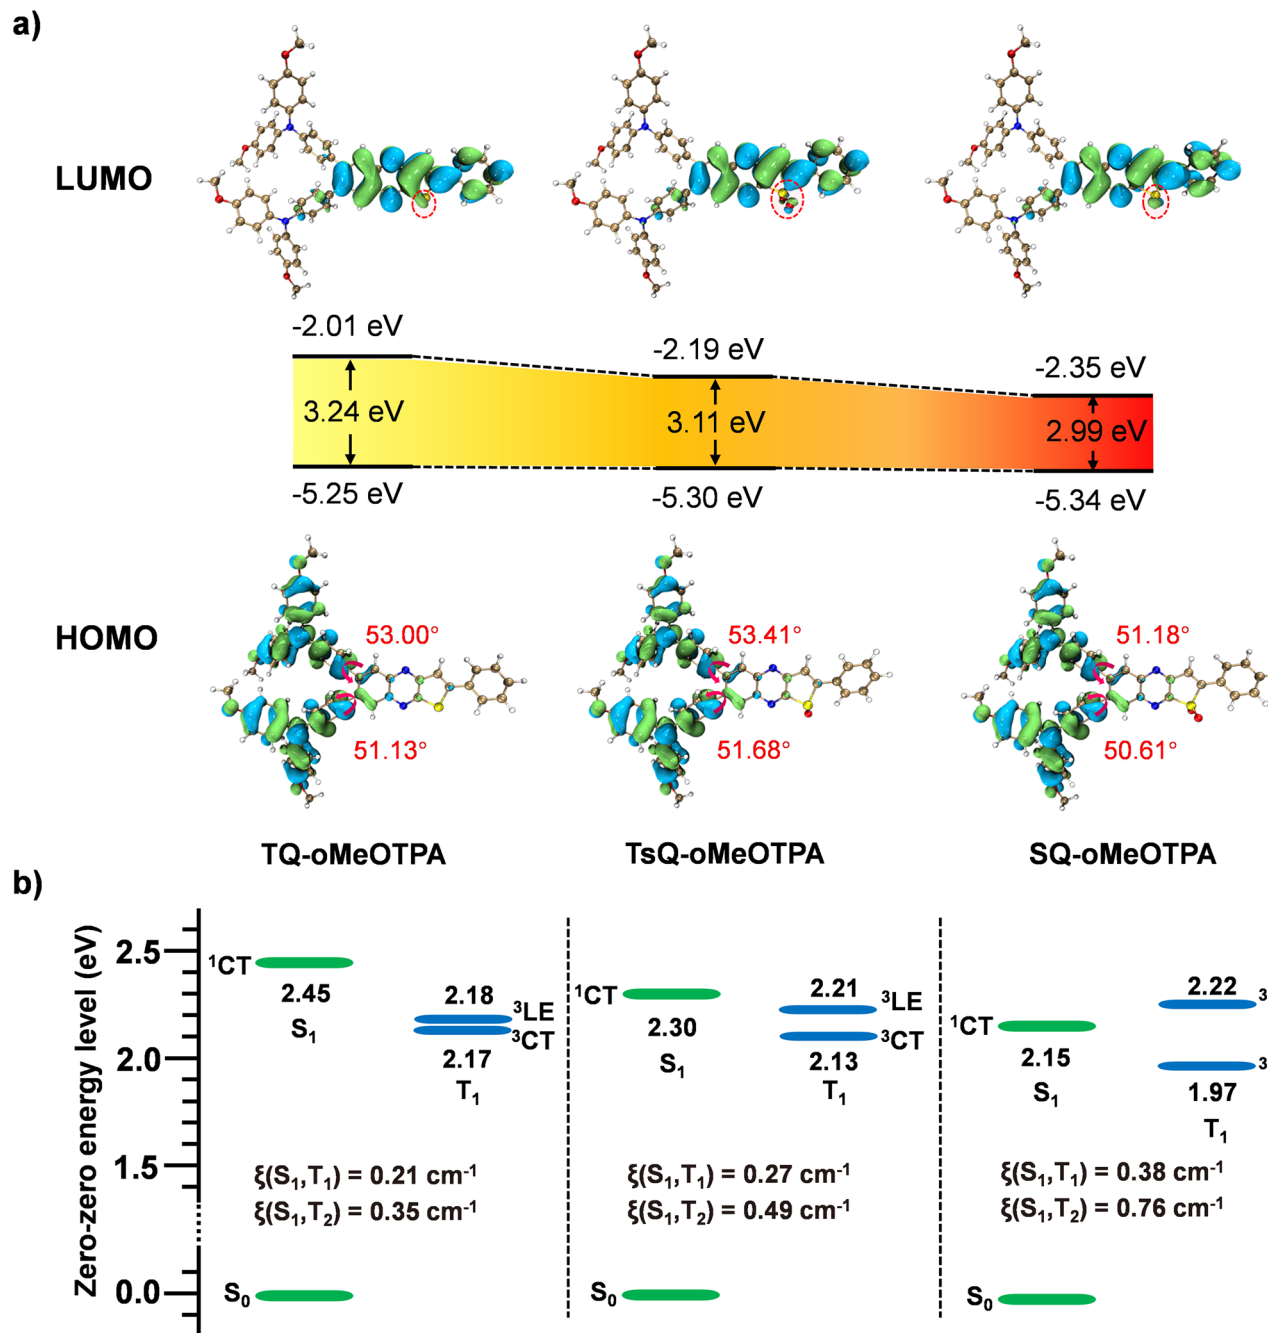 a)
LUMO
-2.01 eV
-2.19 eV
-2.35 eV
3.24 eV
3.11 eV
2.99 eV
-5.25 eV
-5.30 eV
-5.34 eV
HOMO
53.00°
53.41°
51.18°
51.13°
51.68°
50.61°
TQ-oMeOTPA
TsQ-oMeOTPA
SQ-oMeOTPA
b)
Zero-zero energy level (eV)
2.5
2.0
1.5
0.0
¹CT
2.45
S₁
2.18
³LE
³CT
2.17
T₁
ξ(S₁,T₁) = 0.21 cm⁻¹
ξ(S₁,T₂) = 0.35 cm⁻¹
S₀
¹CT
2.30
S₁
2.21
³LE
³CT
2.13
T₁
ξ(S₁,T₁) = 0.27 cm⁻¹
ξ(S₁,T₂) = 0.49 cm⁻¹
S₀
¹CT
2.15
S₁
2.22
3
3
1.97
T₁
ξ(S₁,T₁) = 0.38 cm⁻¹
ξ(S₁,T₂) = 0.76 cm⁻¹
S₀